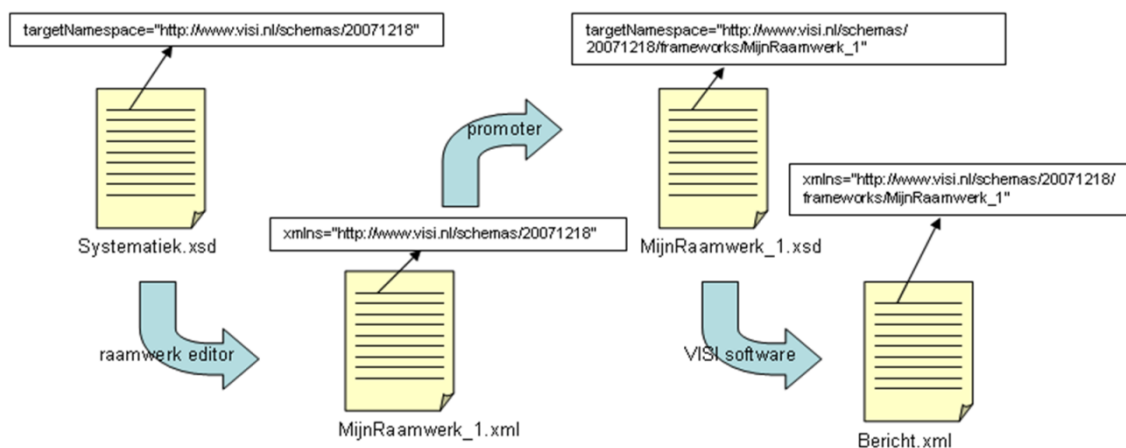 targetNamespace="http://www.visi.nl/schemas/20071218"
targetNamespace="http://www.visi.nl/schemas/
20071218/frameworks/MijnRaamwerk_1"
promoter
xmlns="http://www.visi.nl/schemas/20071218/
frameworks/MijnRaamwerk_1"
Systematiek.xsd
xmlns="http://www.visi.nl/schemas/20071218"
MijnRaamwerk_1.xsd
raamwerk editor
VISI software
MijnRaamwerk_1.xml
Bericht.xml